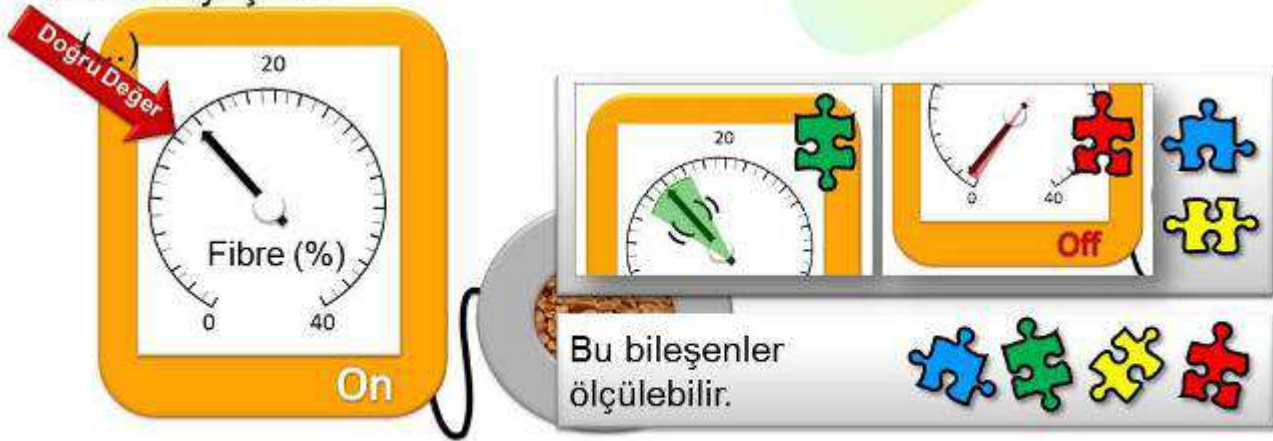 (...)
Doğru Değer
20
Fibre (%)
0
40
On
20
0
40
Off
Bu bileşenler
ölçülebilir.